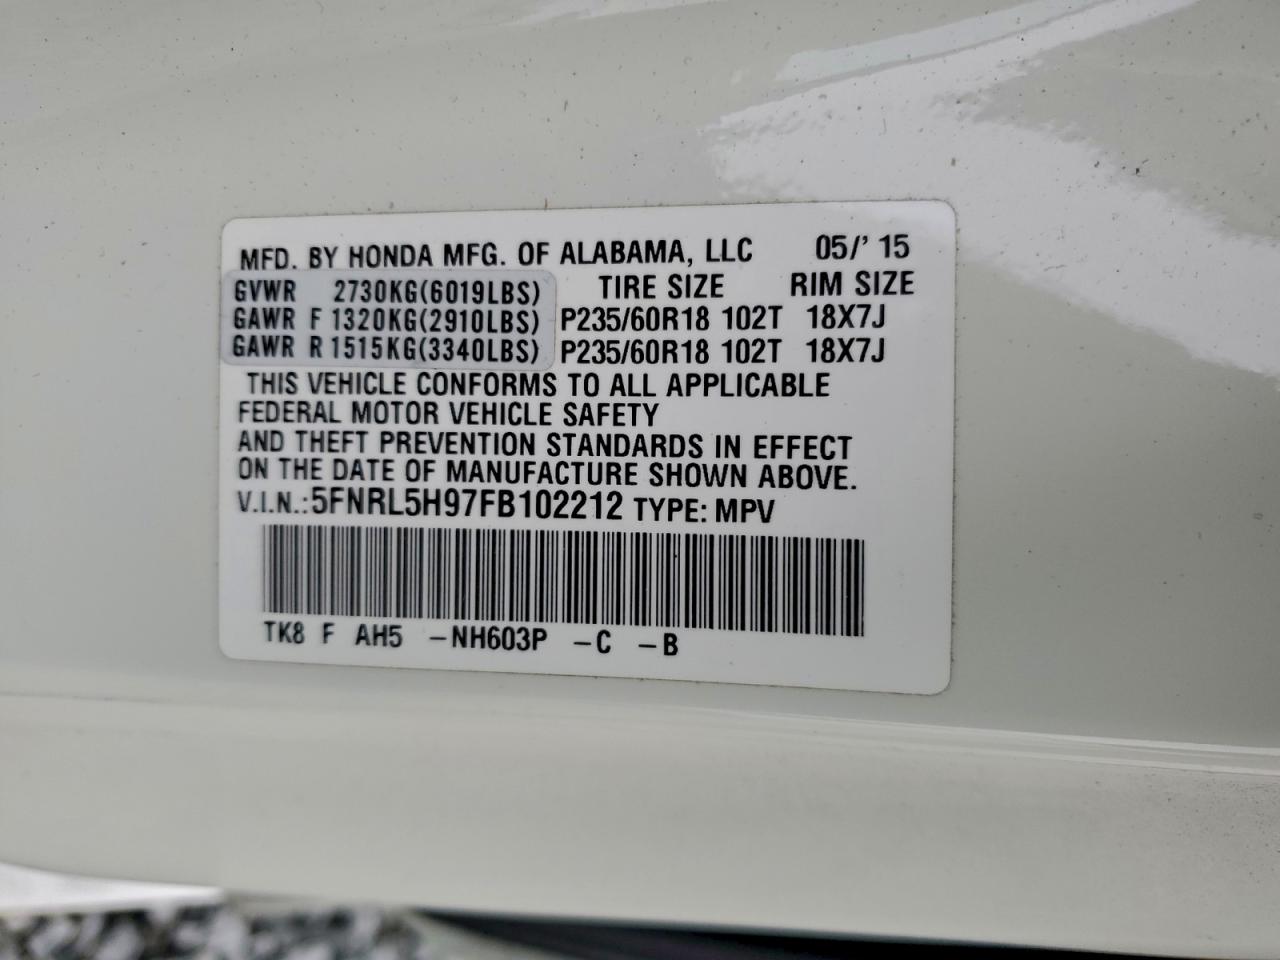 MFD. BY HONDA MFG. OF ALABAMA, LLC 05/' 15
GVWR 2730KG(6019LBS) TIRE SIZE RIM SIZE
GAWR F 1320KG(2910LBS) P235/60R18 102T 18X7J
GAWR R 1515KG(3340LBS) P235/60R18 102T 18X7J
THIS VEHICLE CONFORMS TO ALL APPLICABLE
FEDERAL MOTOR VEHICLE SAFETY
AND THEFT PREVENTION STANDARDS IN EFFECT
ON THE DATE OF MANUFACTURE SHOWN ABOVE.
V.I.N.:5FNRL5H97FB102212 TYPE: MPV
TK8 F AH5 –NH603P –C –B